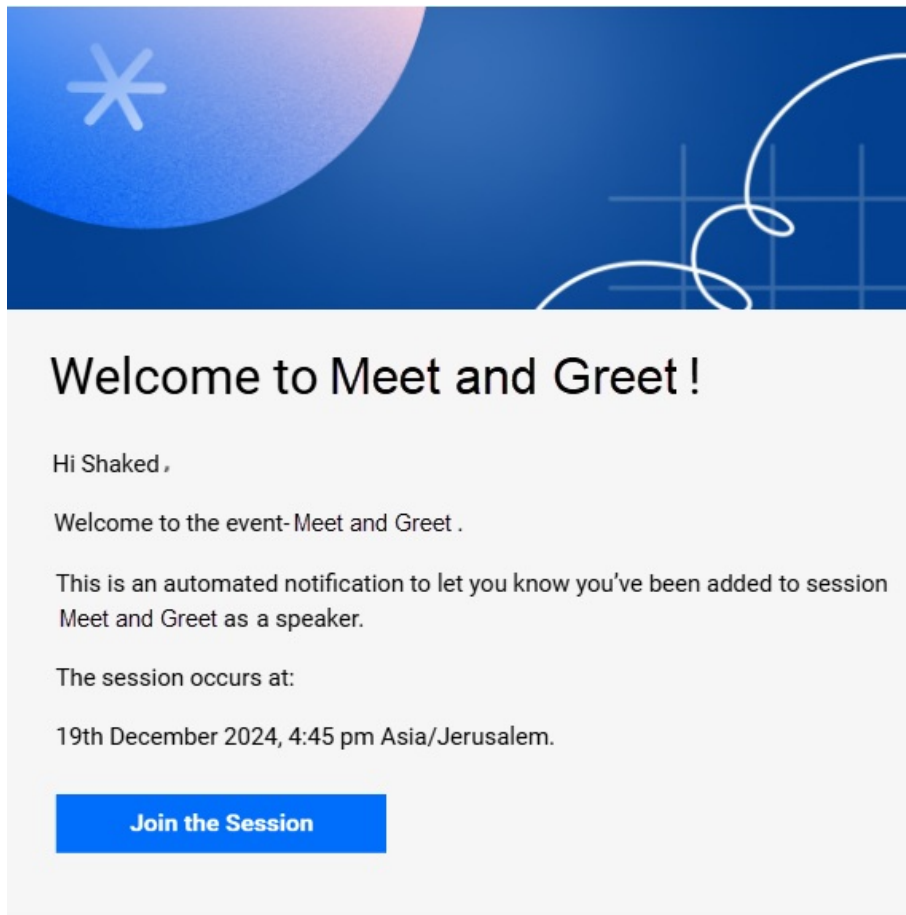 Welcome to Meet and Greet !
Hi Shaked ,
Welcome to the event- Meet and Greet .
This is an automated notification to let you know you’ve been added to session
Meet and Greet as a speaker.
The session occurs at:
19th December 2024, 4:45 pm Asia/Jerusalem.
Join the Session